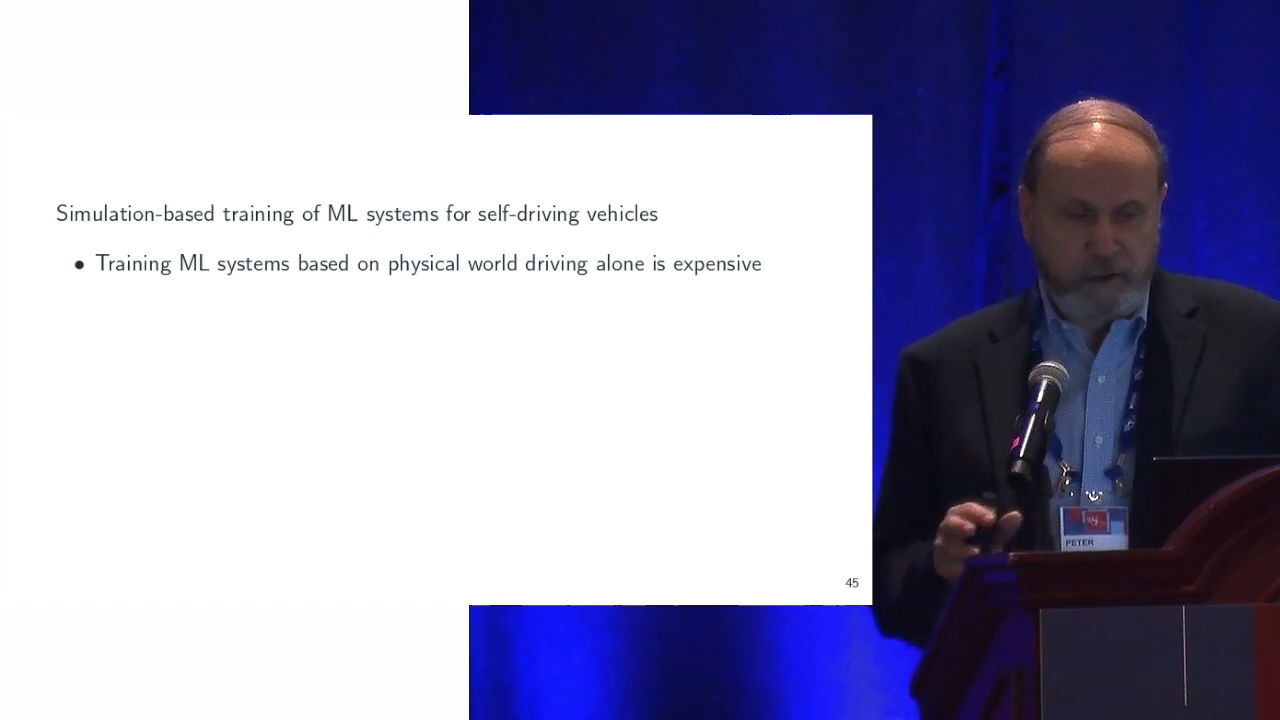 Simulation-based training of ML systems for self-driving vehicles
• Training ML systems based on physical world driving alone is expensive
45
PETER